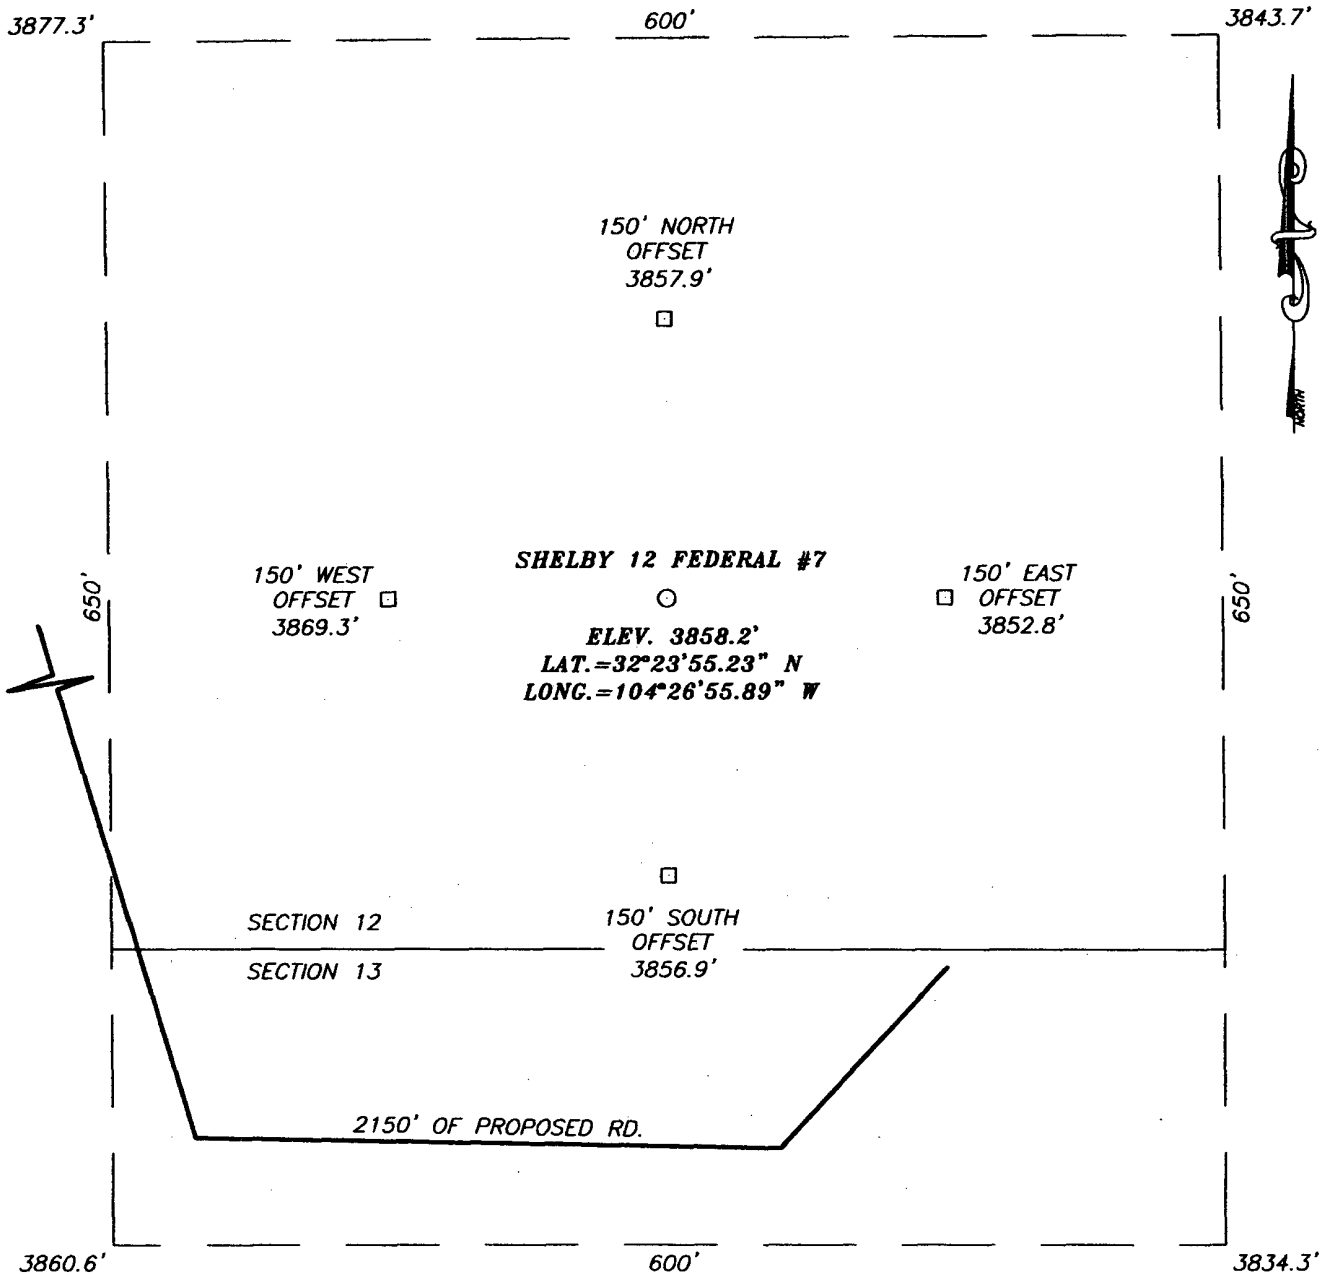 3877.3'
600'
3843.7'
150' NORTH
OFFSET
3857.9'
NORTH
SHELBY 12 FEDERAL #7
150' WEST
OFFSET
3869.3'
150' EAST
OFFSET
3852.8'
650'
650'
ELEV. 3858.2'
LAT.=32°23'55.23" N
LONG.=104°26'55.89" W
SECTION 12
150' SOUTH
OFFSET
3856.9'
SECTION 13
2150' OF PROPOSED RD.
3860.6'
600'
3834.3'